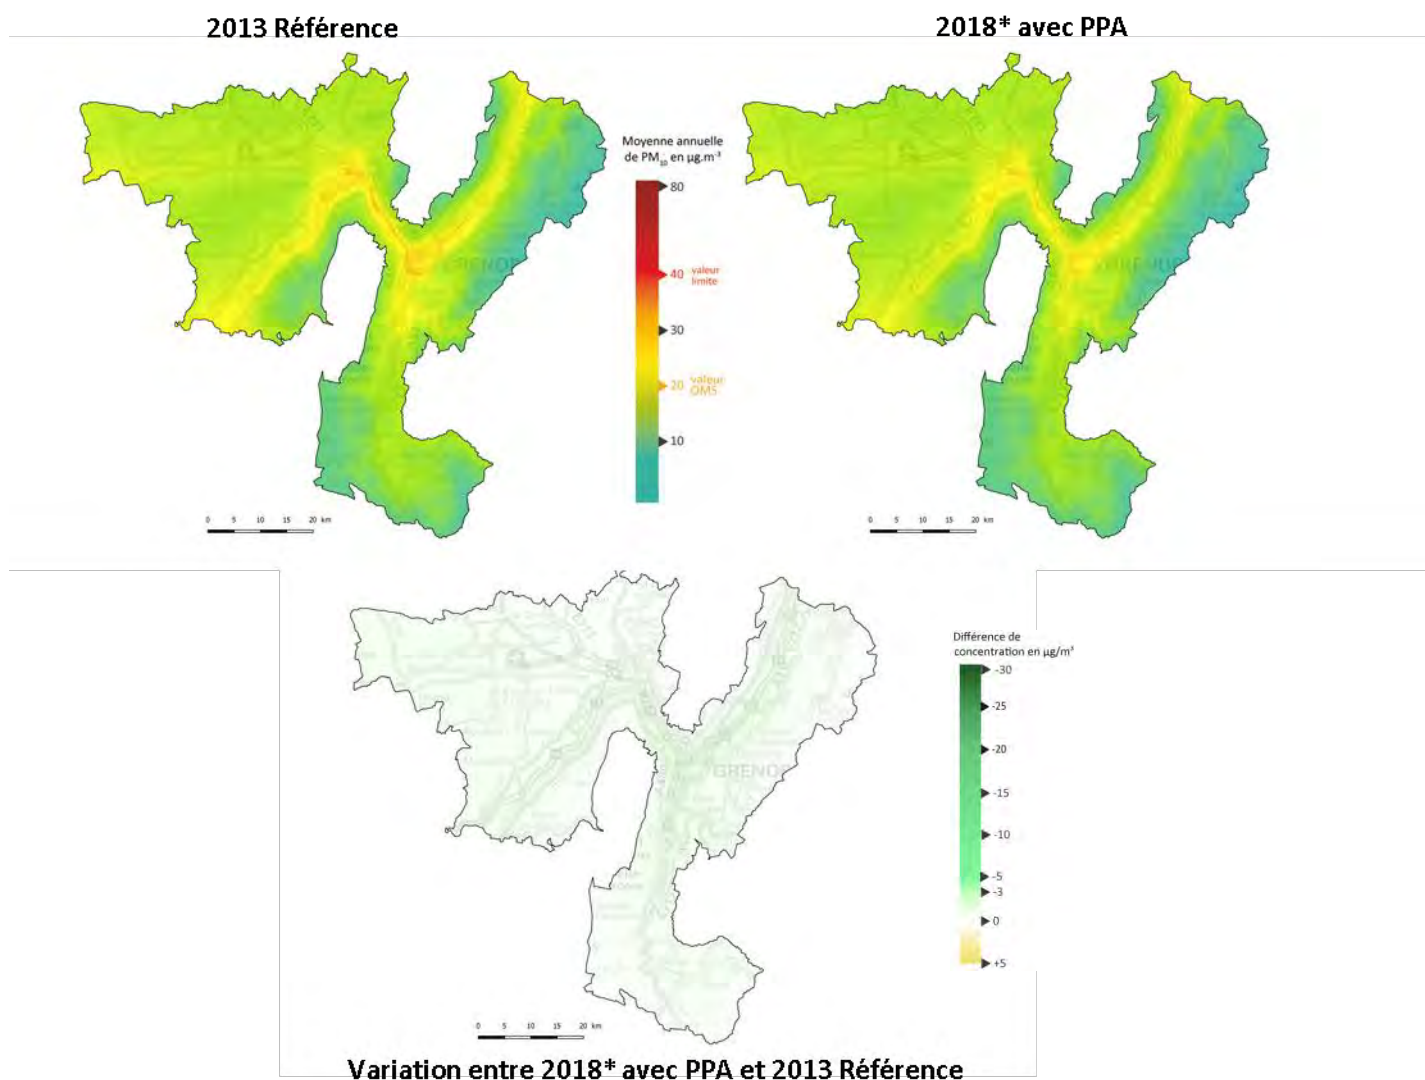 2013 Référence
2018* avec PPA
Moyenne annuelle
de PM10 en µg.m-3
80
40 valeur
limite
30
20 valeur
OMS
10
GRENOB
GRENOB
0 5 10 15 20 km
0 5 10 15 20 km
Différence de
concentration en µg/m3
-30
-25
-20
-15
-10
-5
-3
0
+5
GRENOB
0 5 10 15 20 km
Variation entre 2018* avec PPA et 2013 Référence